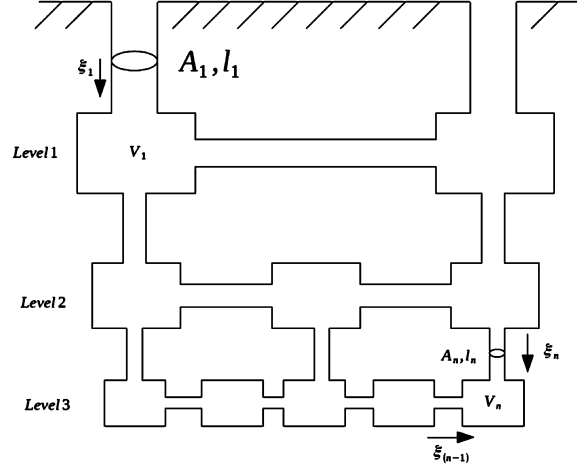 ξ₁
A₁, l₁
Level 1
V₁
Level 2
Aₙ, lₙ
ξₙ
Level 3
Vₙ
ξ₍ₙ₋₁₎